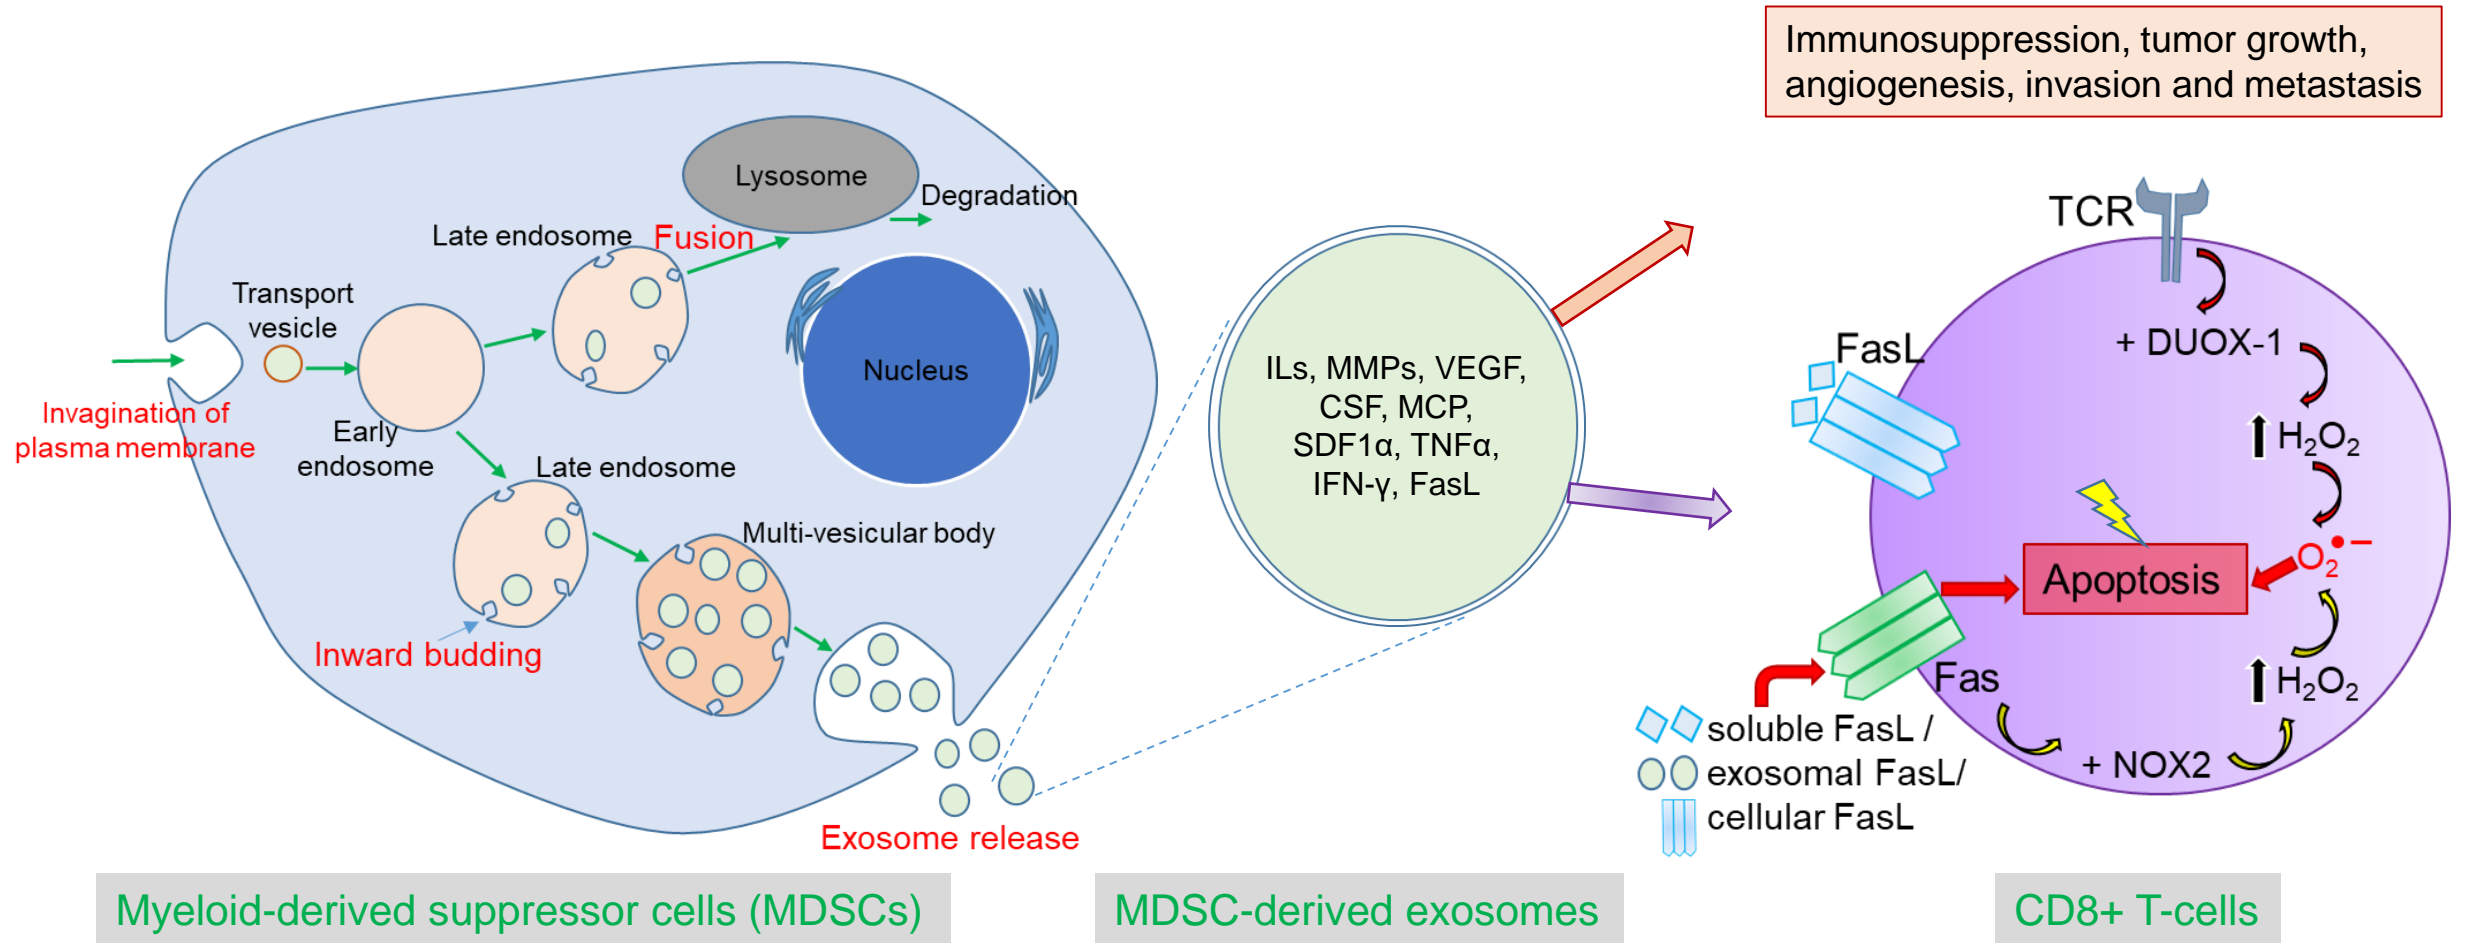 Immunosuppression, tumor growth,
angiogenesis, invasion and metastasis
Lysosome
Degradation
Late endosome
Fusion
Transport
vesicle
Nucleus
Invagination of
plasma membrane
Early
endosome
Late endosome
Multi-vesicular body
Inward budding
Exosome release
ILs, MMPs, VEGF,
CSF, MCP,
SDF1α, TNFα,
IFN-γ, FasL
TCR
+ DUOX-1
FasL
H₂O₂
O₂•−
Apoptosis
Fas
H₂O₂
+ NOX2
soluble FasL /
exosomal FasL/
cellular FasL
Myeloid-derived suppressor cells (MDSCs)
MDSC-derived exosomes
CD8+ T-cells